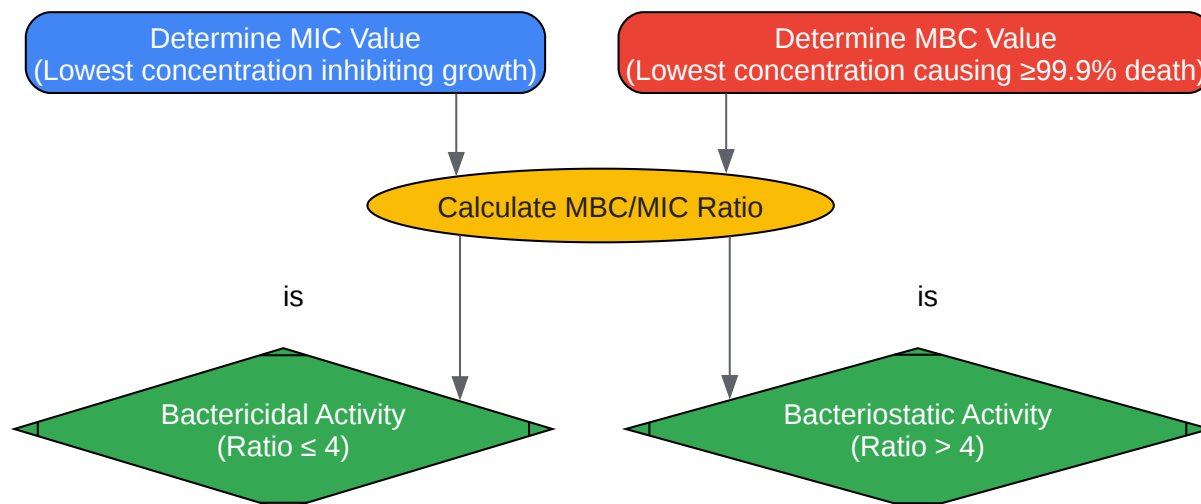 Determine MIC Value
(Lowest concentration inhibiting growth)
Determine MBC Value
(Lowest concentration causing ≥99.9% death)
Calculate MBC/MIC Ratio
is
is
Bactericidal Activity
(Ratio ≤ 4)
Bacteriostatic Activity
(Ratio > 4)